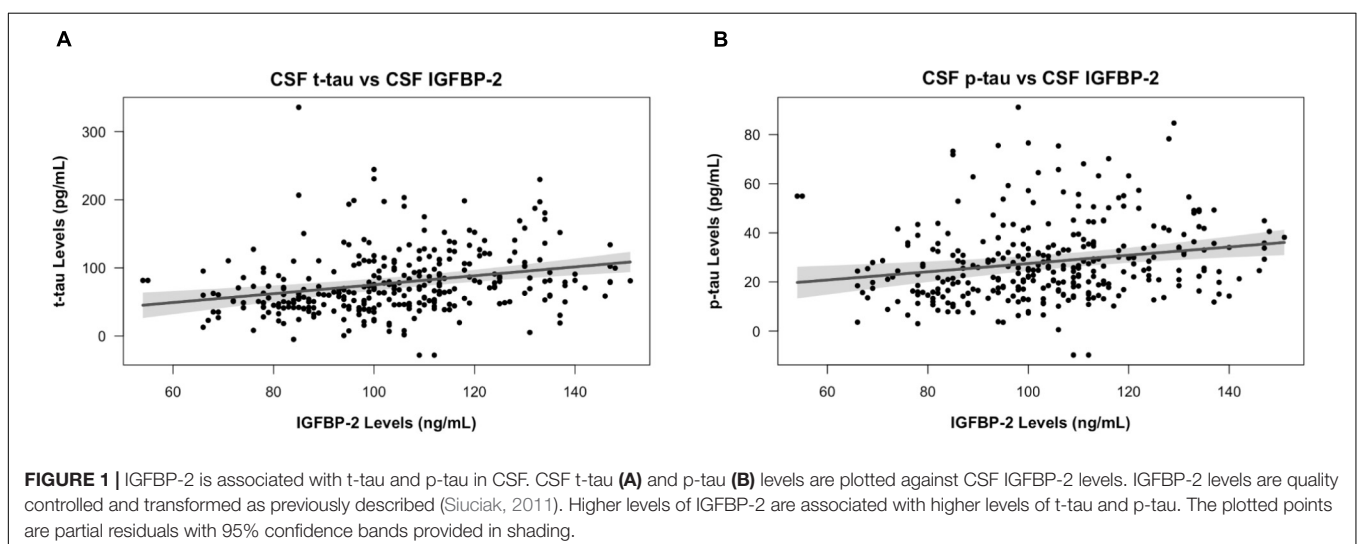 A
CSF t-tau vs CSF IGFBP-2
t-tau Levels (pg/mL)
300
200
100
0
60 80 100 120 140
IGFBP-2 Levels (ng/mL)
B
CSF p-tau vs CSF IGFBP-2
p-tau Levels (pg/mL)
80
60
40
20
0
60 80 100 120 140
IGFBP-2 Levels (ng/mL)
FIGURE 1 | IGFBP-2 is associated with t-tau and p-tau in CSF. CSF t-tau (A) and p-tau (B) levels are plotted against CSF IGFBP-2 levels. IGFBP-2 levels are quality
controlled and transformed as previously described (Siuciak, 2011). Higher levels of IGFBP-2 are associated with higher levels of t-tau and p-tau. The plotted points
are partial residuals with 95% confidence bands provided in shading.